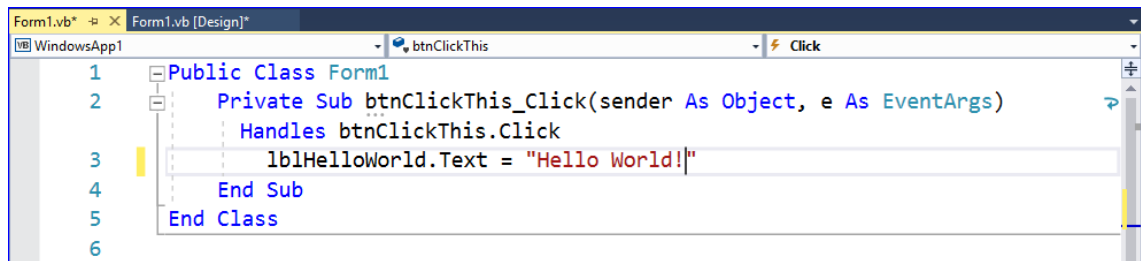 Form1.vb* Form1.vb [Design]*
VB WindowsApp1 btnClickThis Click
1 Public Class Form1
2 Private Sub btnClickThis_Click(sender As Object, e As EventArgs)
Handles btnClickThis.Click
3 lblHelloWorld.Text = "Hello World!"
4 End Sub
5 End Class
6